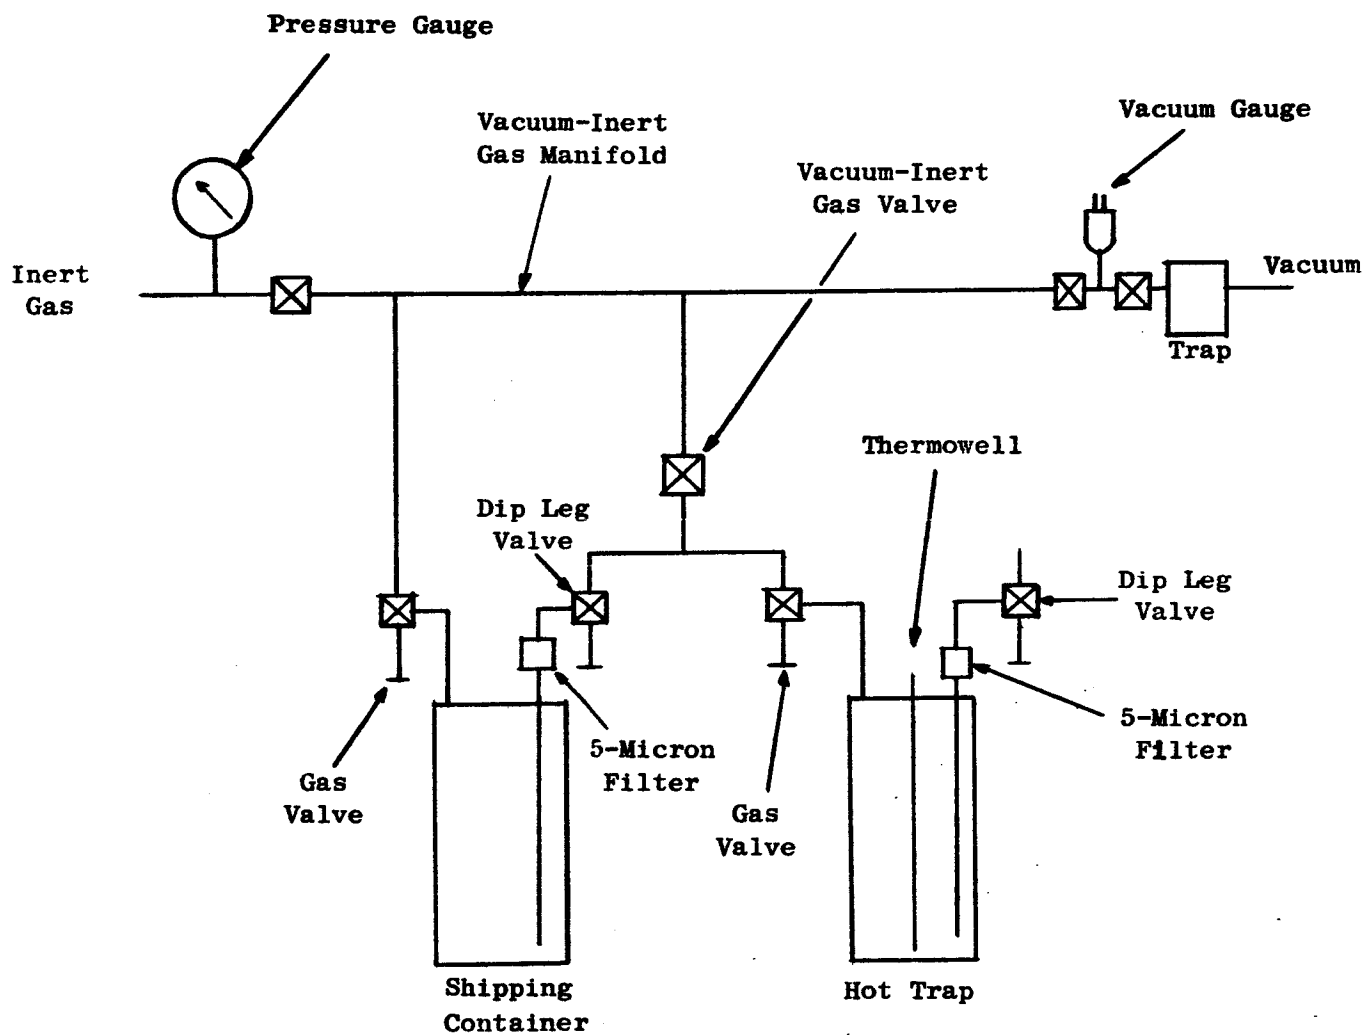 Pressure Gauge
Vacuum-Inert
Gas Manifold
Vacuum Gauge
Vacuum-Inert
Gas Valve
Inert
Gas
Vacuum
Trap
Thermowell
Dip Leg
Valve
Dip Leg
Valve
5-Micron
Filter
5-Micron
Filter
Gas
Valve
Gas
Valve
Shipping
Container
Hot Trap